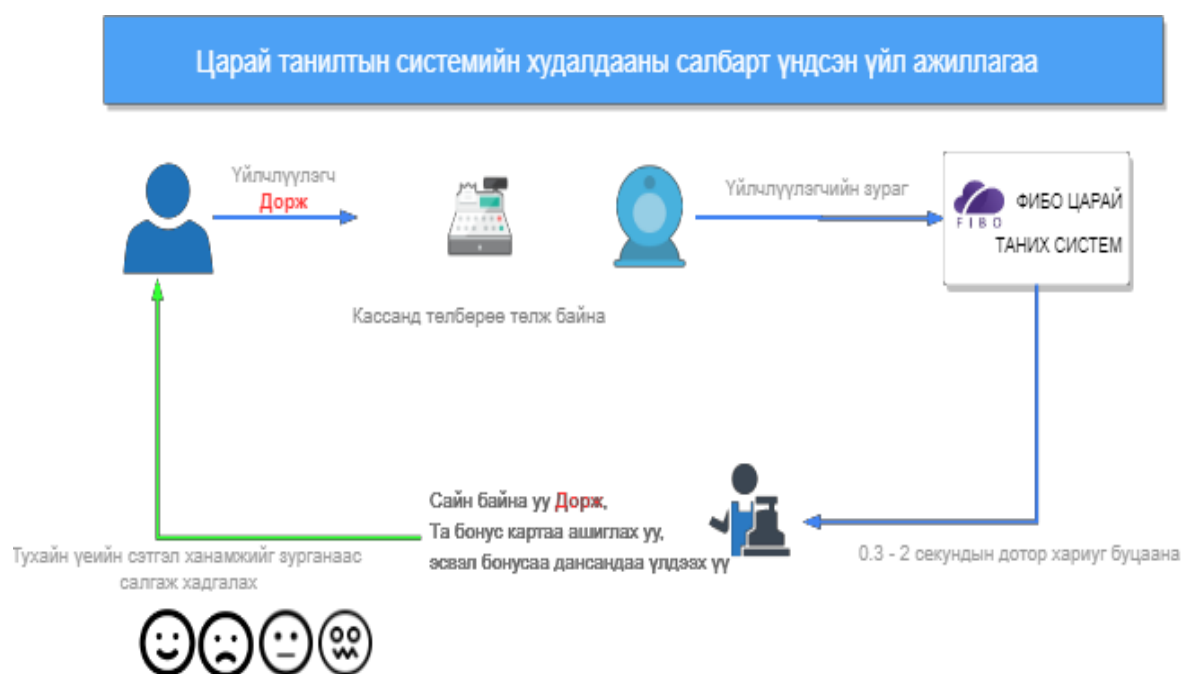 Царай танилтын системийн худалдааны салбарт үндсэн үйл ажиллагаа
Үйлчлүүлэгч
Дорж
Үйлчлүүлэгчийн зураг
FIBO
ФИБО ЦАРАЙ
ТАНИХ СИСТЕМ
Кассанд төлбөрөө төлж байна
Сайн байна уу Дорж,
Та бонус картаа ашиглах уу,
эсвэл бонусаа дансандаа үлдээх үү
0.3 - 2 секундын дотор хариуг буцаана
Тухайн үеийн сэтгэл ханамжийг зурганаас
салгаж хадгалах